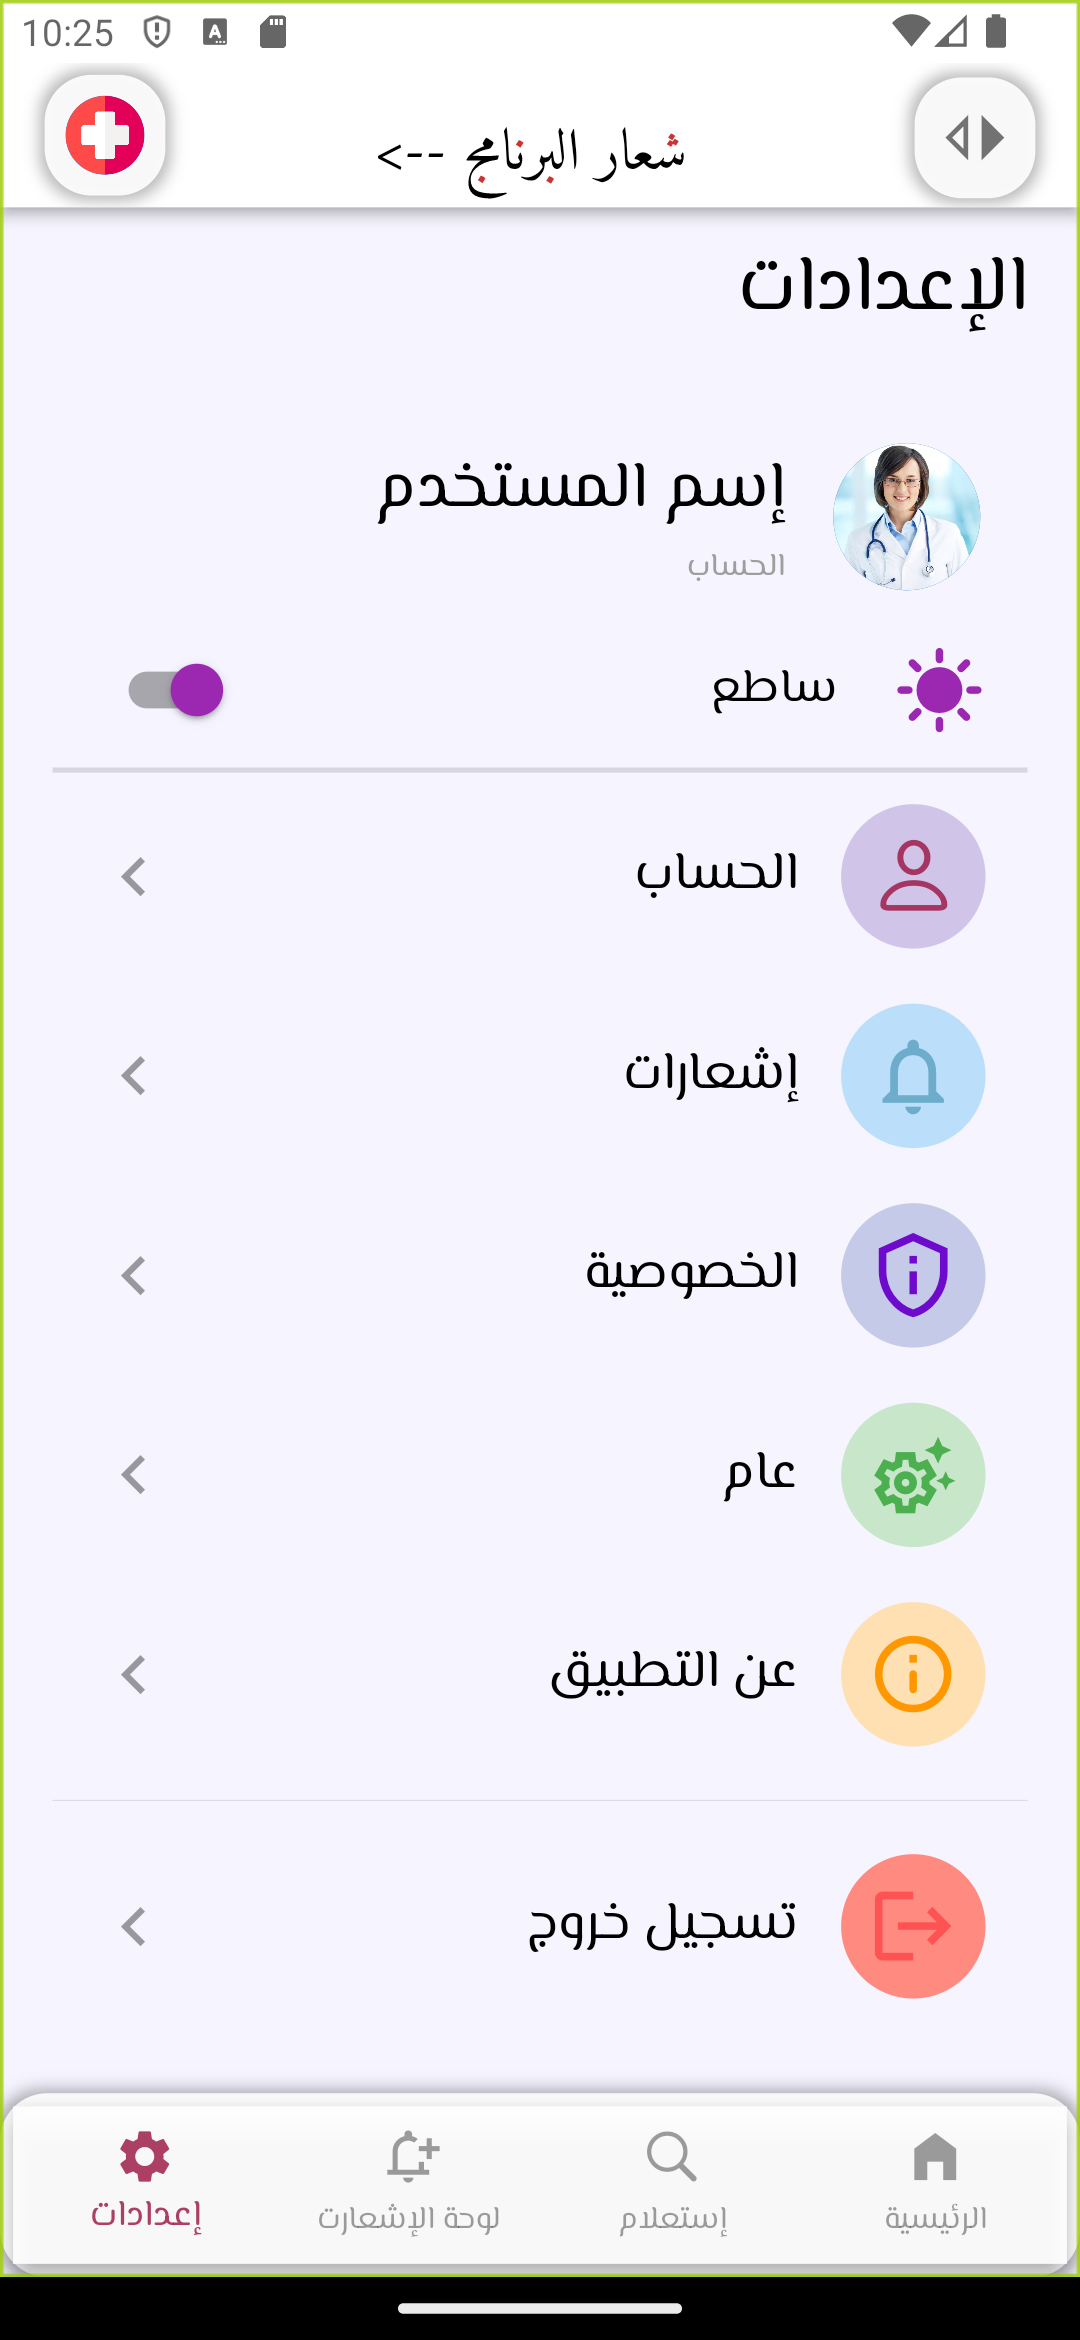 10:25
شعار البرنامج -->
الإعدادات
إسم المستخدم
الحساب
ساطع
الحساب
إشعارات
الخصوصية
عام
عن التطبيق
تسجيل خروج
الرئيسية
إستعلام
لوحة الإشعارت
إعدادات